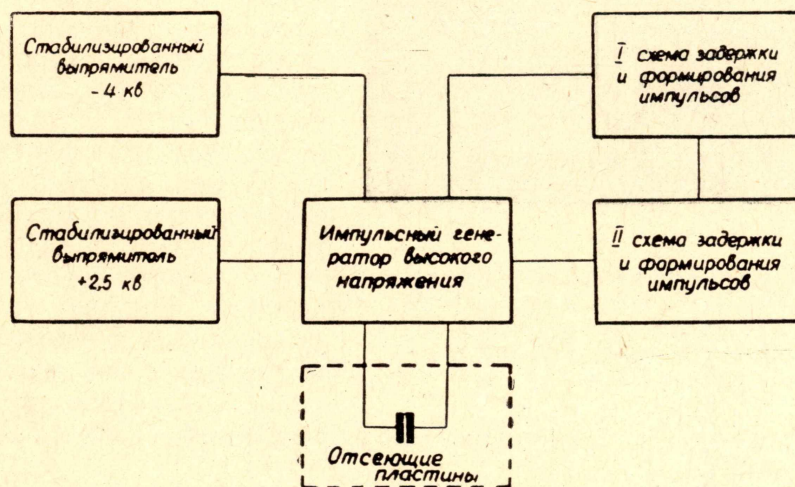 Стабилизированный
выпрямитель
- 4 кв
I схема задержки
и формирования
импульсов
Стабилизированный
выпрямитель
+2,5 кв
Импульсный гене-
ратор высокого
напряжения
II схема задержки
и формирования
импульсов
Отсеющие
пластины